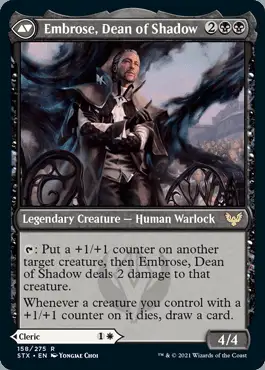 Embrose, Dean of Shadow 2
Legendary Creature — Human Warlock
: Put a +1/+1 counter on another
target creature, then Embrose, Dean
of Shadow deals 2 damage to that
creature.
Whenever a creature you control with a
+1/+1 counter on it dies, draw a card.
Cleric 1
4/4
158/275 R
STX • EN YONGJAE CHOI
™ & © 2021 Wizards of the Coast